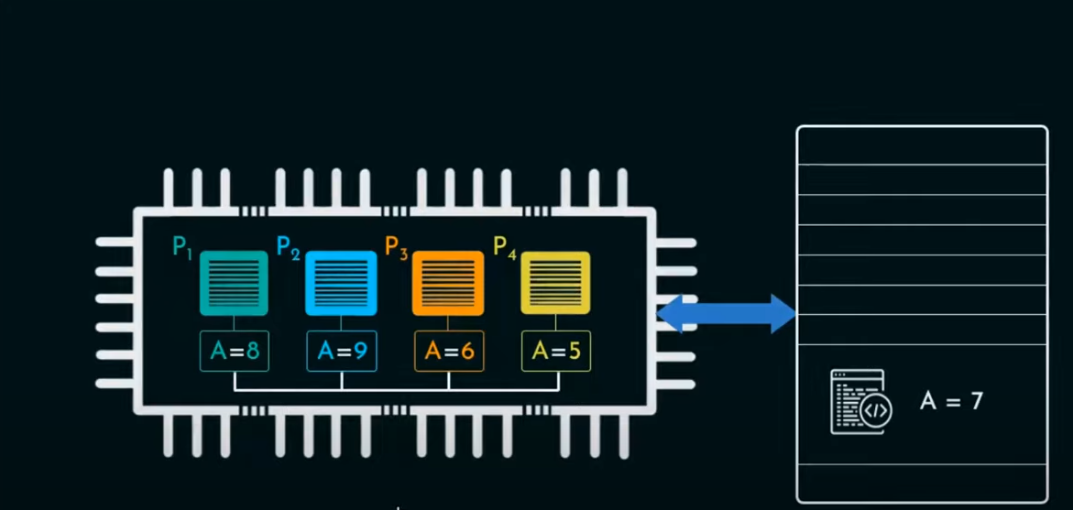 P1 P2 P3 P4
A=8 A=9 A=6 A=5
</> A = 7